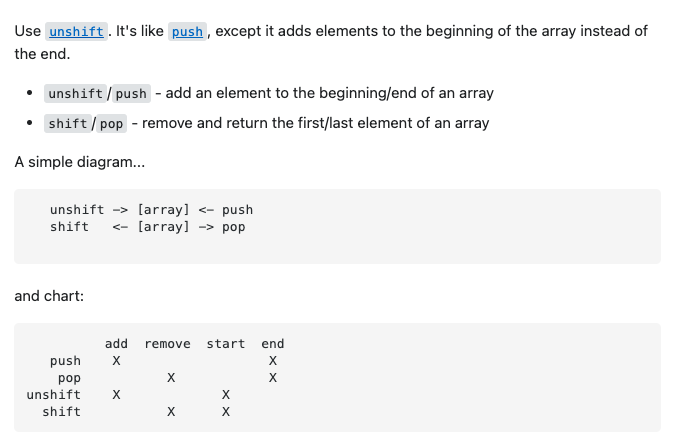 Use unshift. It's like push, except it adds elements to the beginning of the array instead of
the end.
• unshift/push - add an element to the beginning/end of an array
• shift/pop - remove and return the first/last element of an array
A simple diagram...
unshift -> [array] <- push
shift   <- [array] -> pop
and chart:
          add  remove  start  end
   push    X                   X
    pop           X            X
unshift    X             X
  shift           X      X